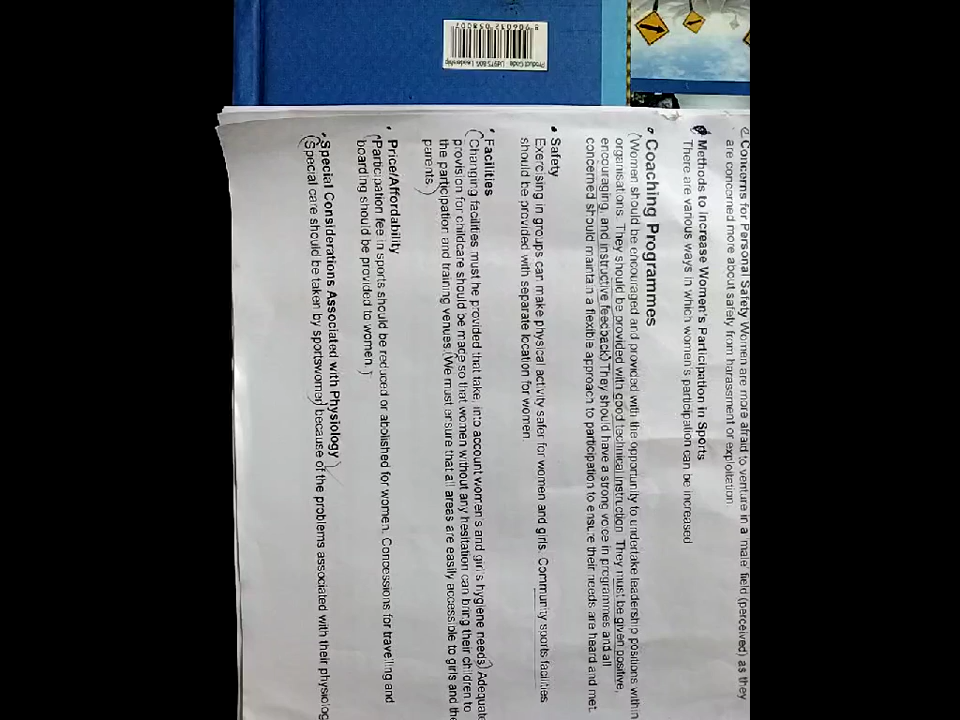 Concerns for Personal Safety Women are more afraid to venture in a 'male' field (perceived) as they
are concerned more about safety from harassment or exploitation.
Methods to Increase Women's Participation in Sports
There are various ways in which women's participation can be increased
• Coaching Programmes
(Women should be encouraged and provided with the opportunity to undertake leadership positions within
organisations. They should be provided with good technical instruction. They must be given positive,
encouraging, and instructive feedback) They should have a strong voice in programmes and all
concerned should maintain a flexible approach to participation to ensure their needs are heard and met.
• Safety
Exercising in groups can make physical activity safer for women and girls. Community sports facilities
should be provided with separate location for women.
• Facilities
(Changing facilities must be provided that take, into account women's and girl's hygiene needs) Adequate
provision for childcare should be made so that women without any hesitation can bring their children to
the participation and training venues. (We must ensure that all areas are easily accessible to girls and the
parents.)
• Price/Affordability
(Participation fee in sports should be reduced or abolished for women. Concessions for travelling and
boarding should be provided to women.)
• Special Considerations Associated with Physiology
(Special care should be taken by sportswomen) because of the problems associated with their physiolog
Product Code
Leadership